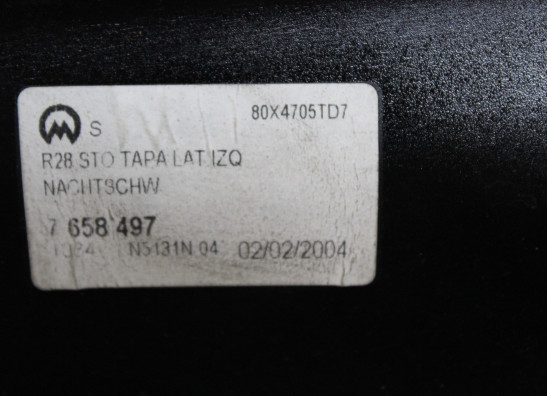 S 80X4705TD7
R28 STO TAPA LAT IZQ
NACHTSCHW
7 658 497
N5131N 04 02/02/2004